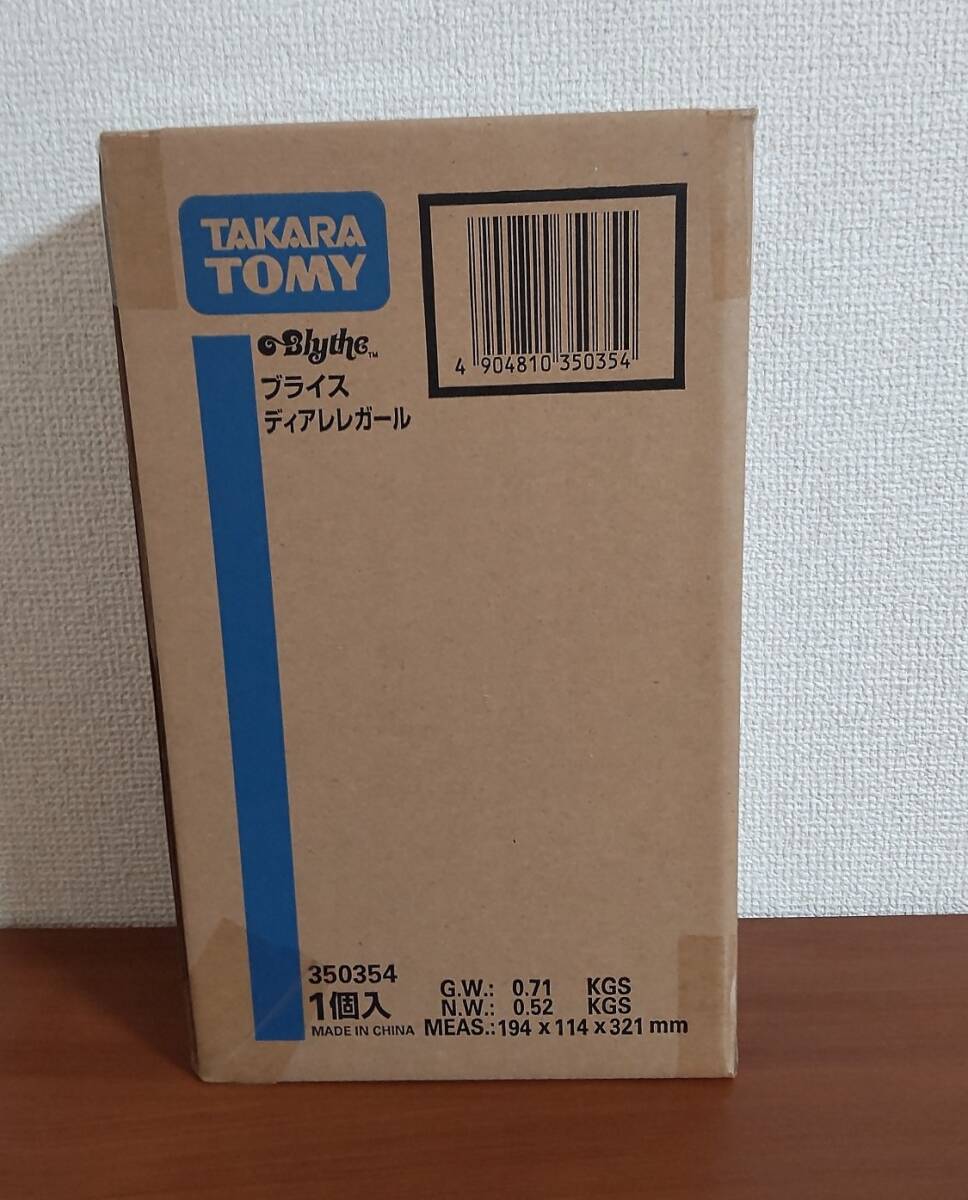 TAKARA
TOMY
Blythe™
ブライス
ディアレレガール
4 904810 350354
350354
1個入
MADE IN CHINA
G.W.: 0.71 KGS
N.W.: 0.52 KGS
MEAS.: 194 x 114 x 321 mm